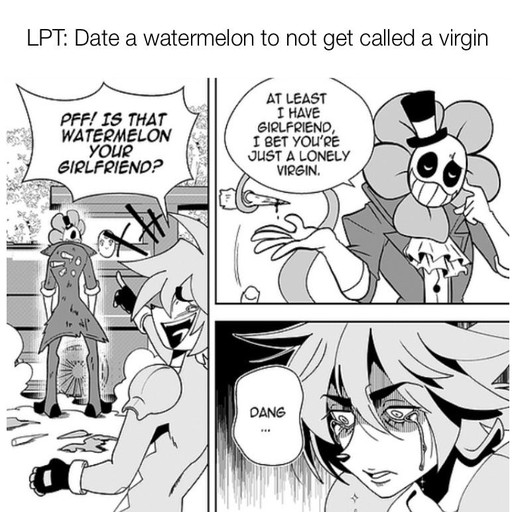 LPT: Date a watermelon to not get called a virgin
PFF! IS THAT
WATERMELON
YOUR
GIRLFRIEND?
AT LEAST
I HAVE
GIRLFRIEND,
I BET YOU'RE
JUST A LONELY
VIRGIN.
DANG
...